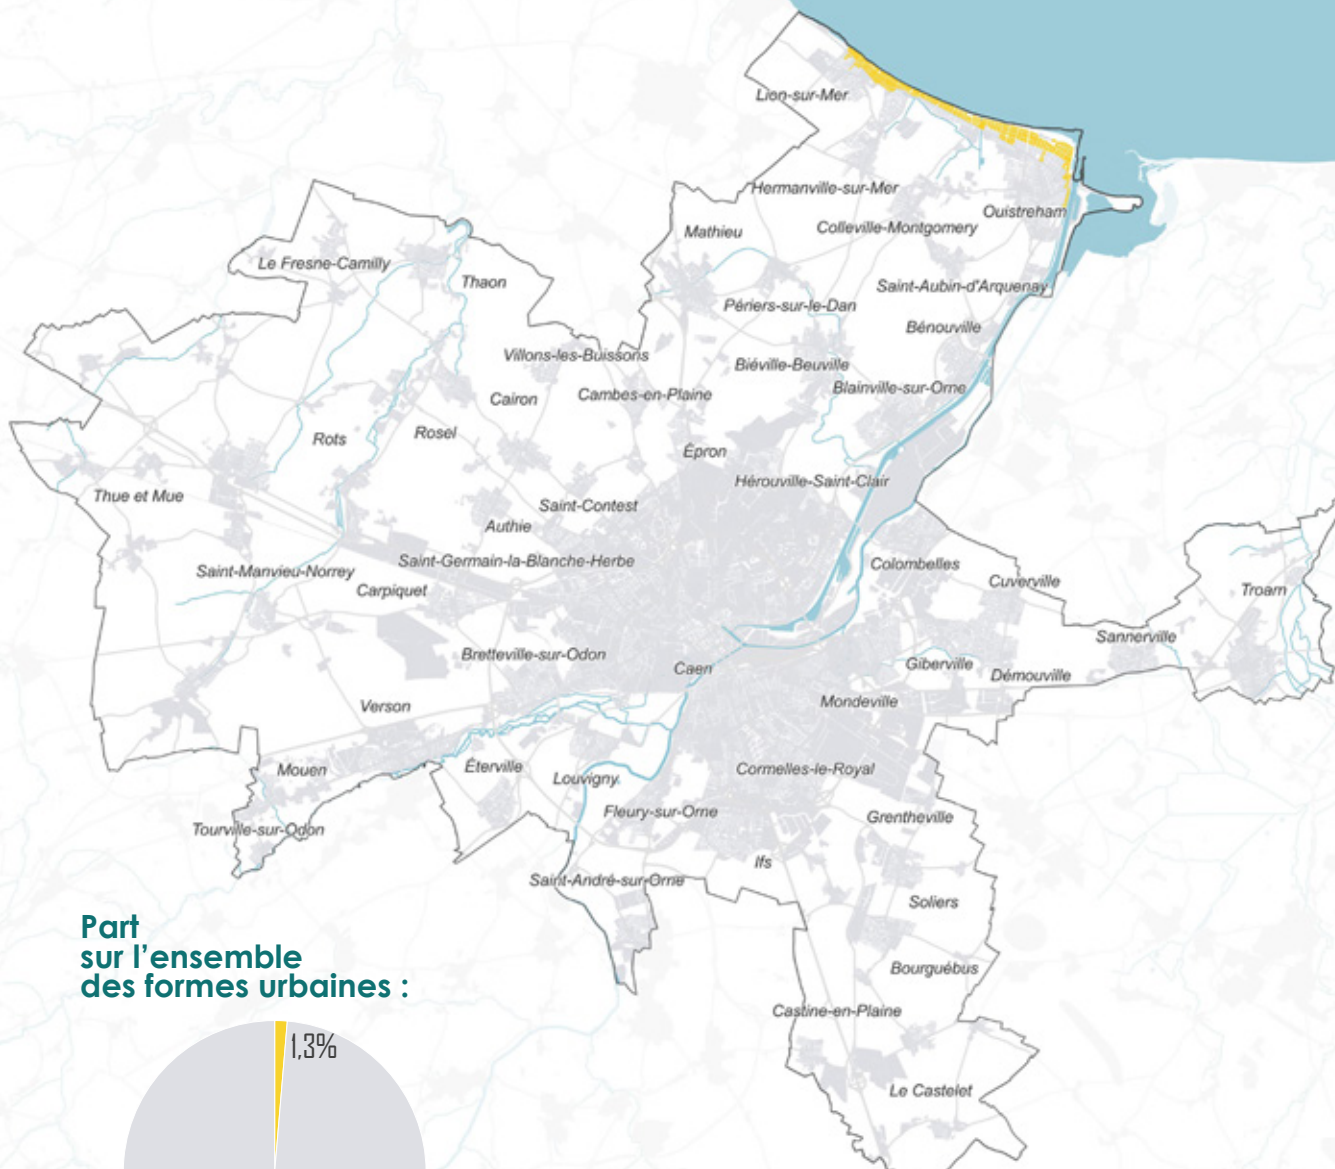 Lion-sur-Mer
Hermanville-sur-Mer
Ouistreham
Colleville-Montgomery
Mathieu
Le Fresne-Camilly
Thaon
Saint-Aubin-d'Arquenay
Périers-sur-le-Dan
Bénouville
Villons-les-Buissons
Biéville-Beuville
Blainville-sur-Orne
Cairon
Cambes-en-Plaine
Rots
Rosel
Épron
Hérouville-Saint-Clair
Thue et Mue
Saint-Contest
Authie
Saint-Germain-la-Blanche-Herbe
Colombelles
Saint-Manvieu-Norrey
Cuverville
Carpiquet
Troarn
Sannerville
Bretteville-sur-Odon
Caen
Giberville
Démouville
Verson
Mondeville
Mouen
Éterville
Louvigny
Cormelles-le-Royal
Fleury-sur-Orne
Grentheville
Tourville-sur-Odon
Ifs
Saint-André-sur-Orne
Soliers
Bourguébus
Castine-en-Plaine
Le Castelet
Part
sur l'ensemble
des formes urbaines :
1,3%